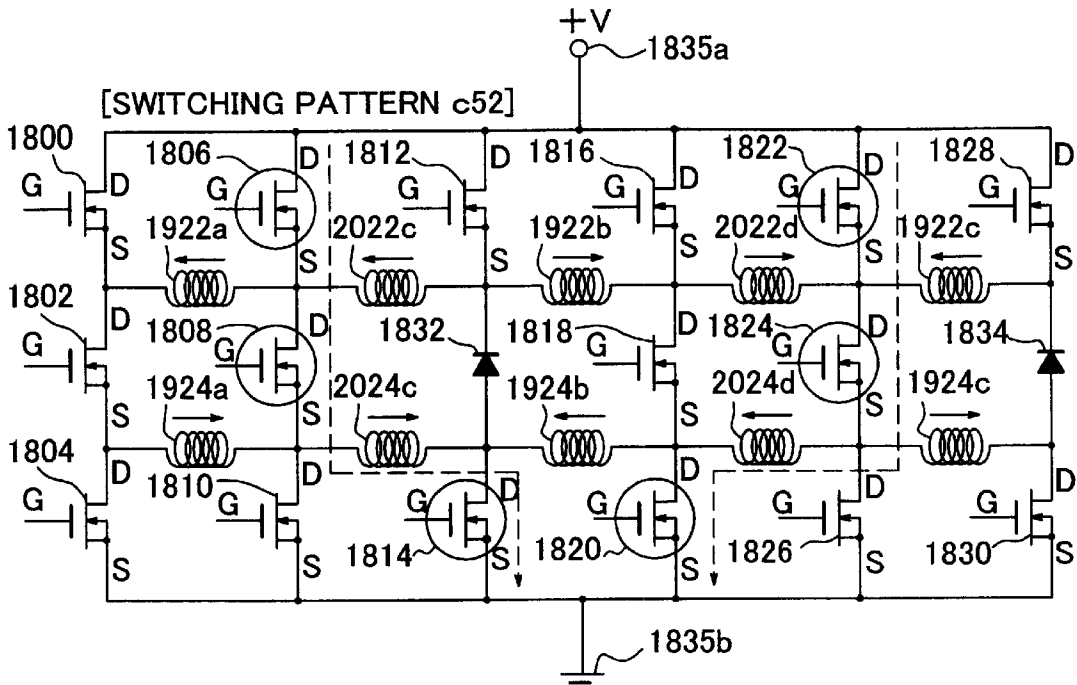 +V
1835a
[SWITCHING PATTERN c52]
1800
1806
1812
1816
1822
1828
D D D D D D
G G G G G G
S S S S S S
1922a 2022c 1922b 2022d 1922c
1802
1808
1832
1818
1824
1834
D D D D
G G G G
S S S S
1924a 2024c 1924b 2024d 1924c
1804
1810
D D D D D D
G G G G G G
S S S S S S
1814
1820
1826
1830
1835b